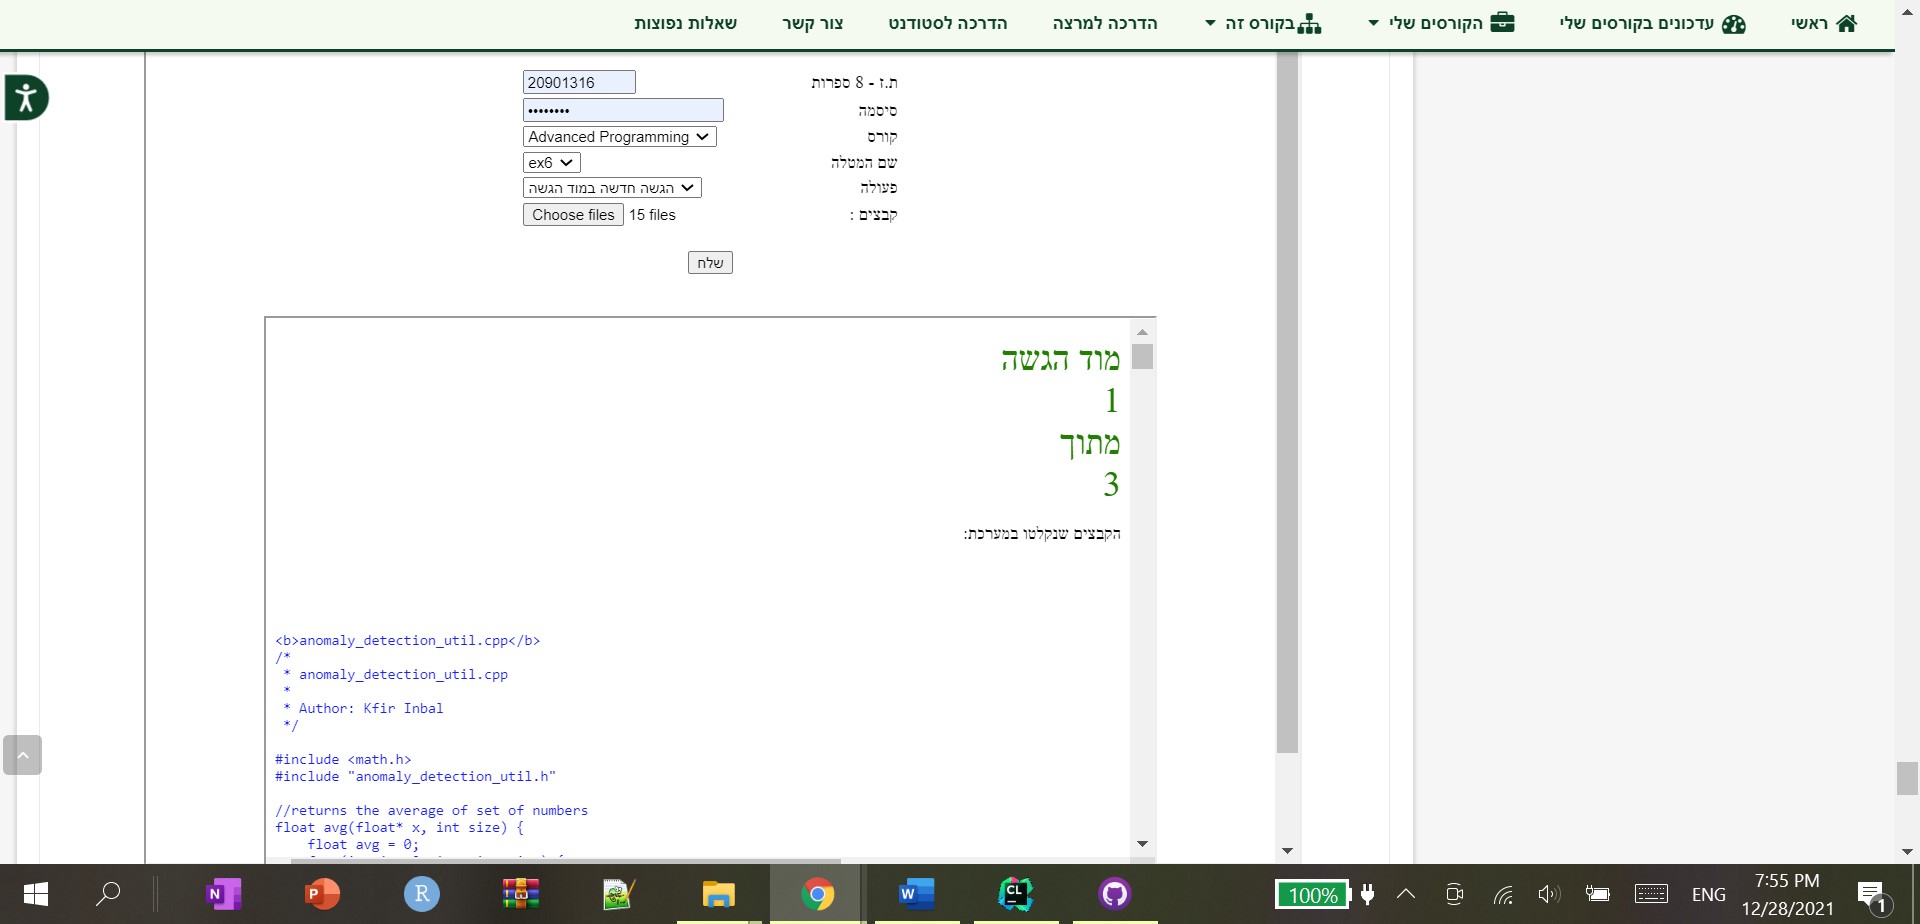 ראשי
עדכונים בקורסים שלי
הקורסים שלי
בקורס זה
הדרכה למרצה
הדרכה לסטודנט
צור קשר
שאלות נפוצות
ת.ז - 8 ספרות
20901316
סיסמה
••••••••
קורס
Advanced Programming
שם המטלה
ex6
פעולה
הגשה חדשה במוד הגשה
קבצים :
Choose files 15 files
שלח
מוד הגשה
1
מתוך
3
הקבצים שנקלטו במערכת:
<b>anomaly_detection_util.cpp</b>
/*
* anomaly_detection_util.cpp
*
* Author: Kfir Inbal
*/
#include <math.h>
#include "anomaly_detection_util.h"
//returns the average of set of numbers
float avg(float* x, int size) {
float avg = 0;
N
P
R
W
CL
100%
ENG
7:55 PM
12/28/2021
1